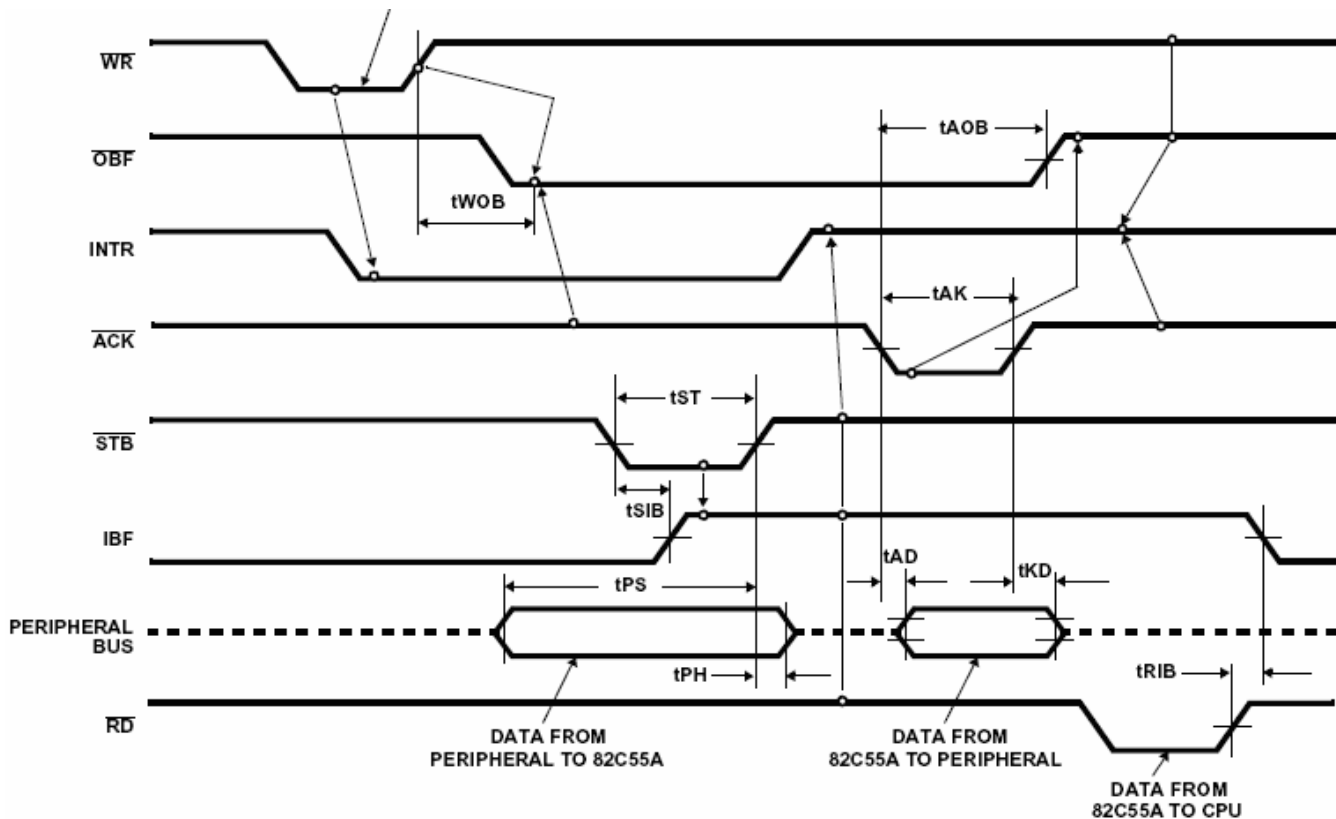 WR
tAOB
OBF
tWOB
INTR
tAK
ACK
tST
STB
tSIB
IBF
tAD
tKD
tPS
PERIPHERAL
BUS
tPH
tRIB
RD
DATA FROM
PERIPHERAL TO 82C55A
DATA FROM
82C55A TO PERIPHERAL
DATA FROM
82C55A TO CPU